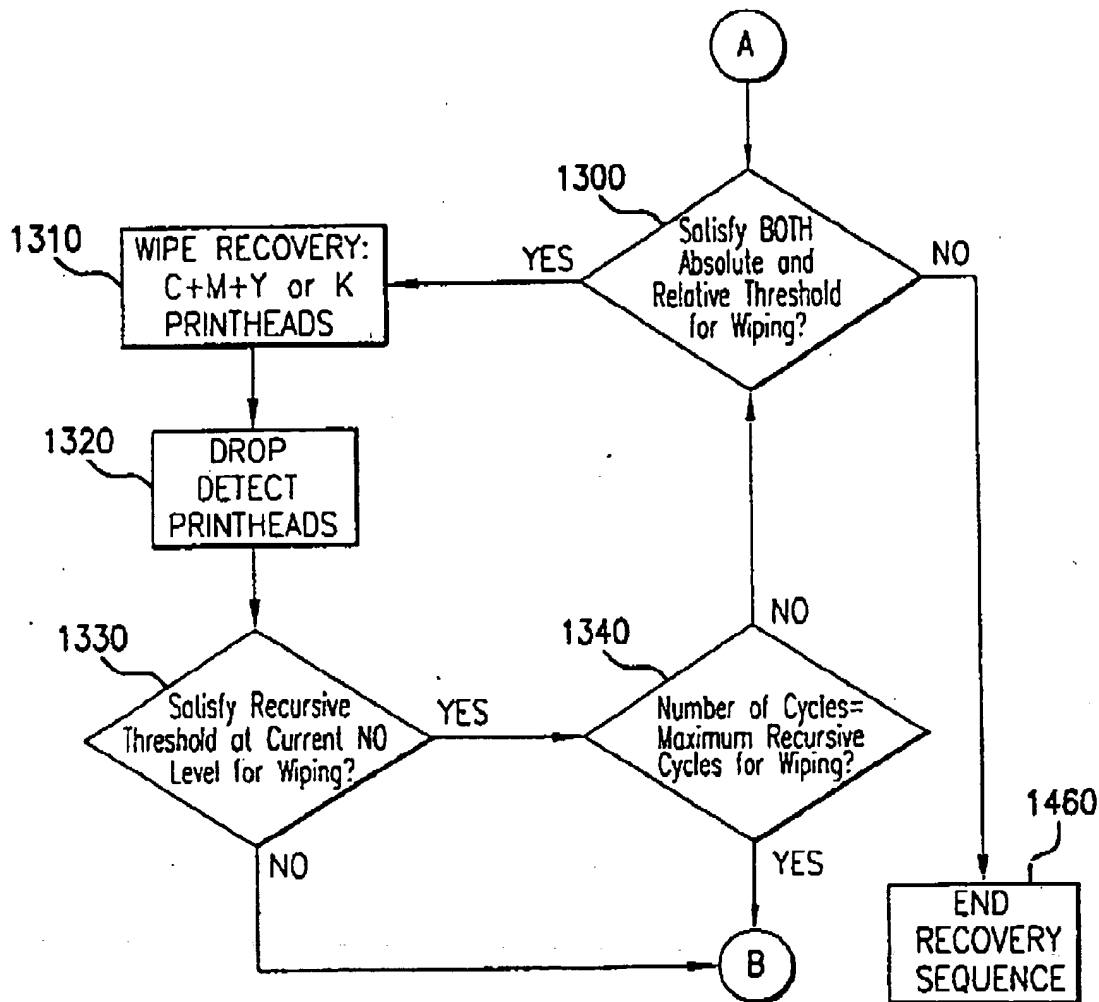 A
1300
Satisfy BOTH
Absolute and
Relative Threshold
for Wiping?
YES
NO
1310
WIPE RECOVERY:
C+M+Y or K
PRINTHEADS
1320
DROP
DETECT
PRINTHEADS
1330
Satisfy Recursive
Threshold at Current NO
Level for Wiping?
YES
NO
1340
Number of Cycles=
Maximum Recursive
Cycles for Wiping?
NO
YES
1460
END
RECOVERY
SEQUENCE
B